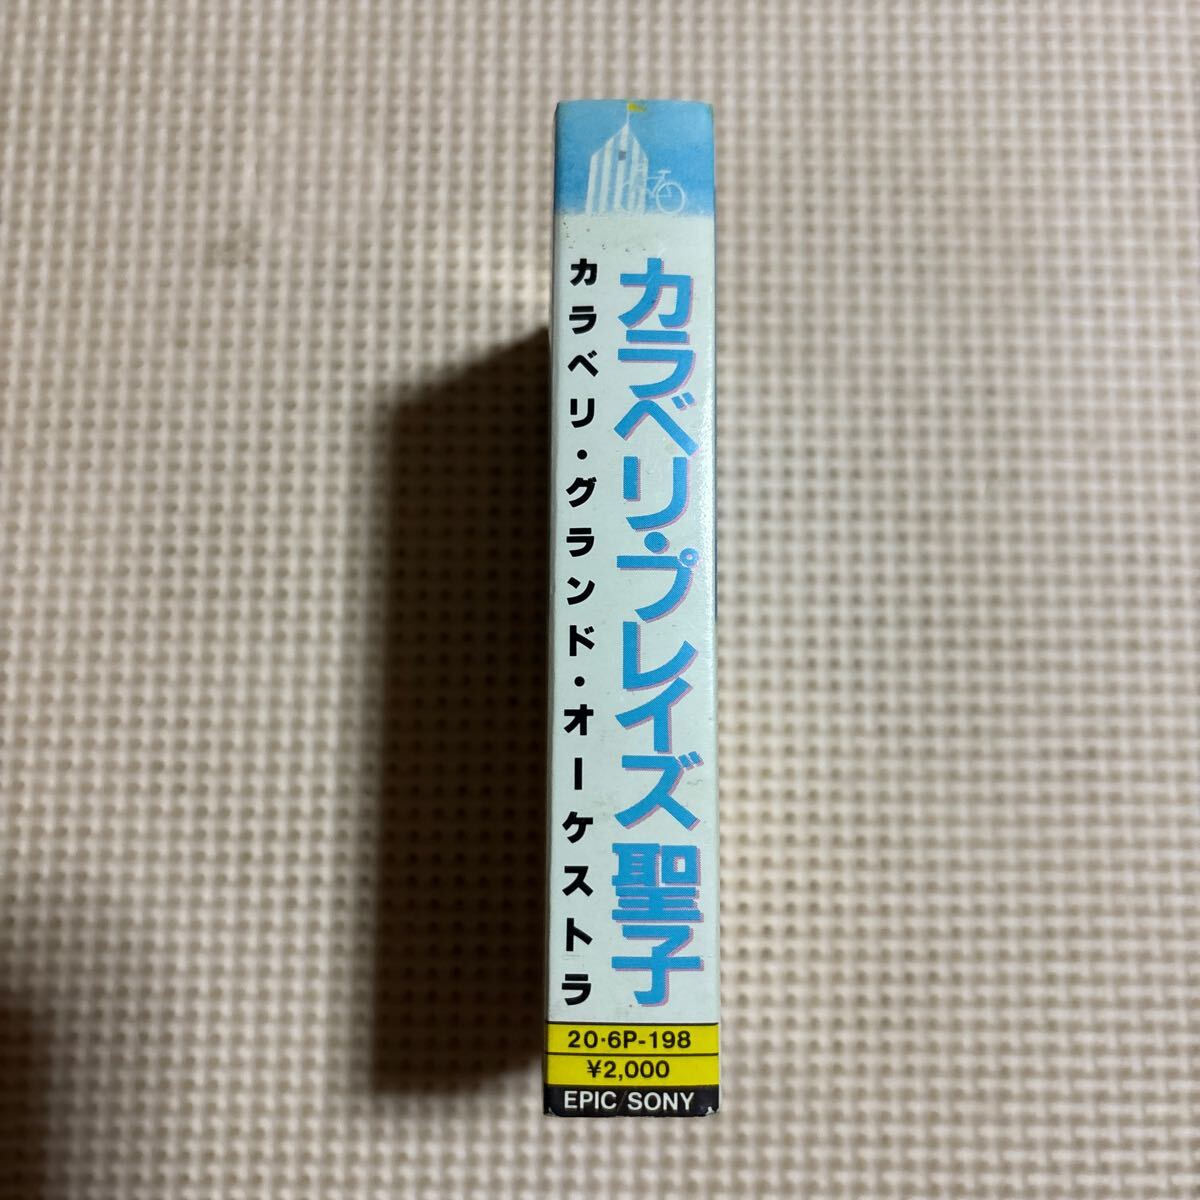 カラベリ・プレイズ 聖子
カラベリ・グランド・オーケストラ
20·6P-198
¥2,000
EPIC/SONY